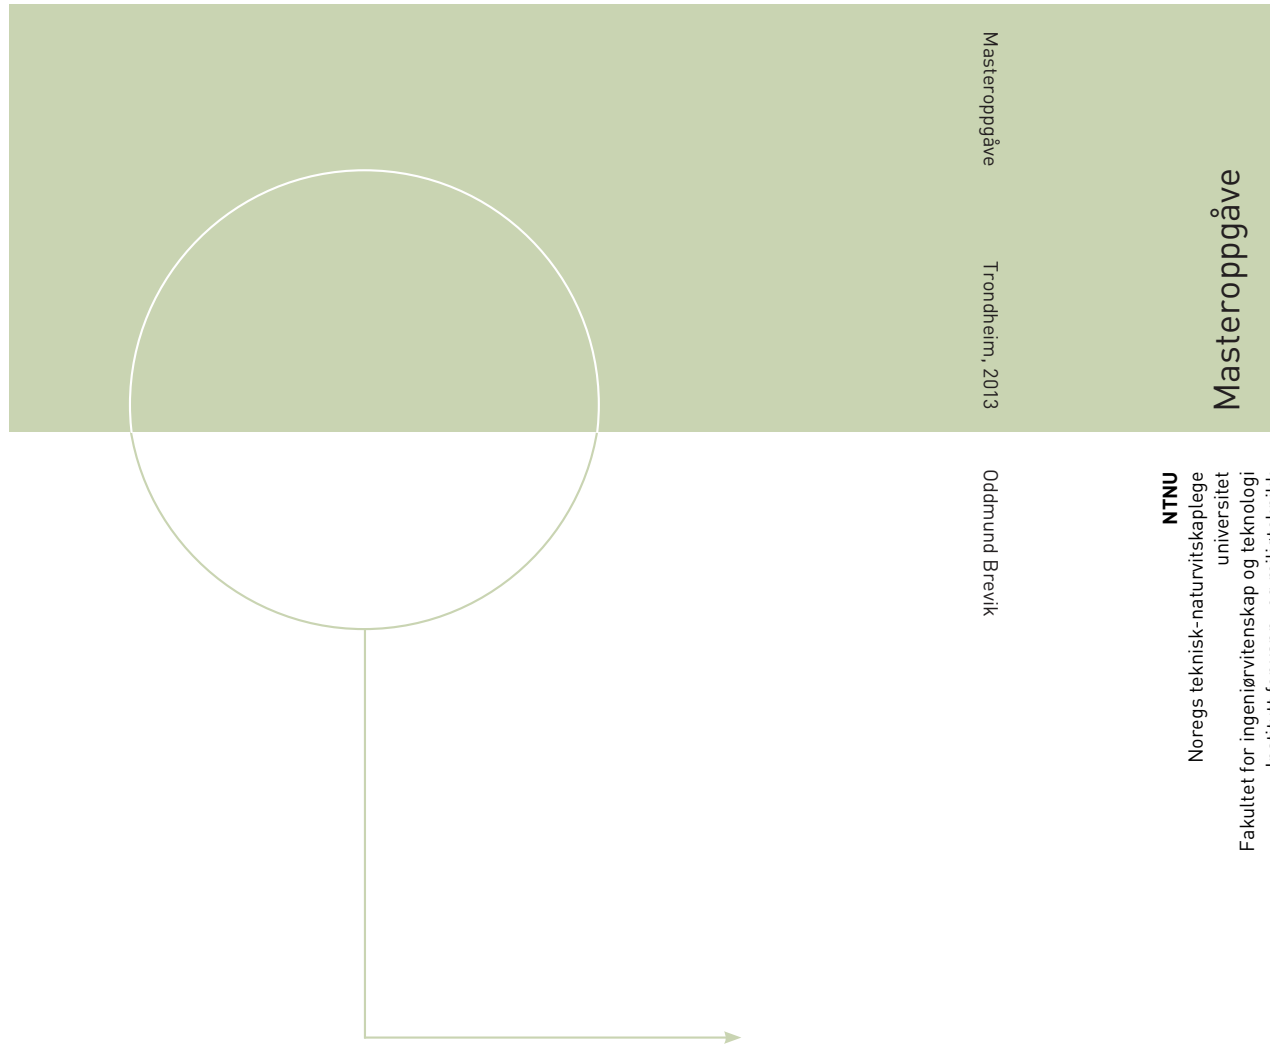 Masteroppgåve
Trondheim, 2013
Oddmund Brevik
Masteroppgåve
NTNU
Noregs teknisk-naturvitskaplege
universitet
Fakultet for ingeniørvitenskap og teknologi